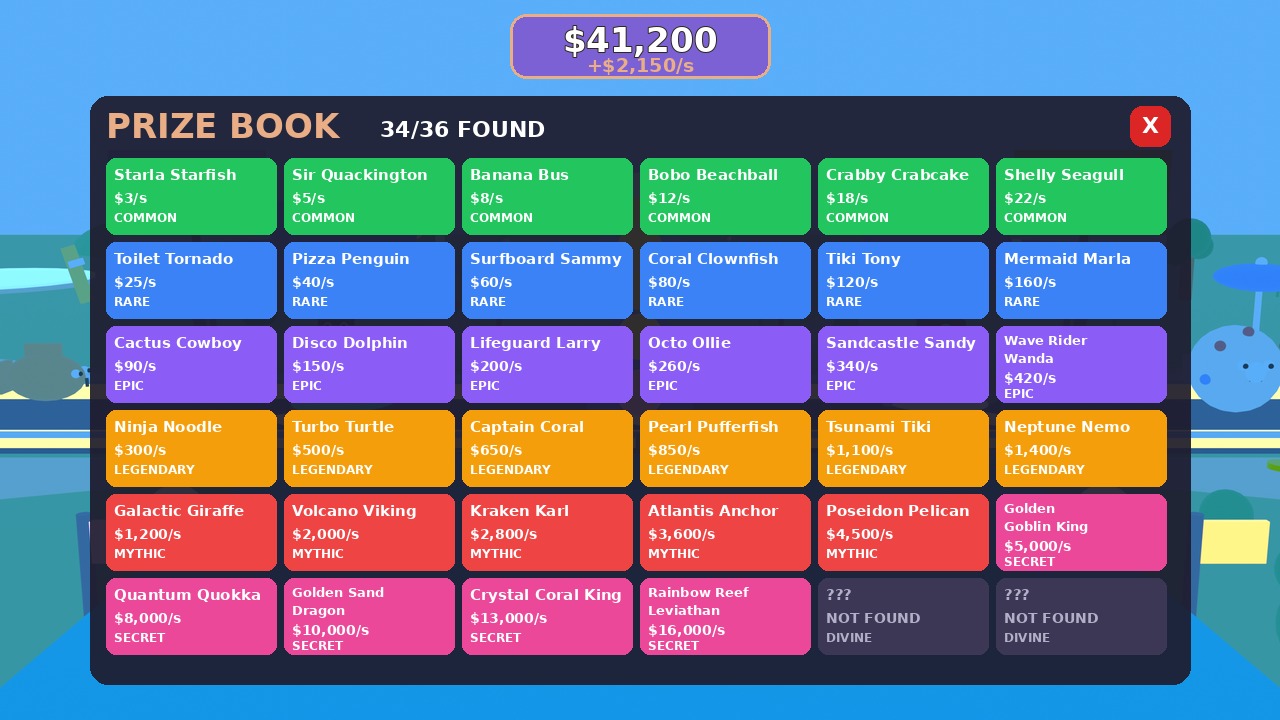 $41,200
+$2,150/s
PRIZE BOOK 34/36 FOUND X
Starla Starfish
$3/s
COMMON
Sir Quackington
$5/s
COMMON
Banana Bus
$8/s
COMMON
Bobo Beachball
$12/s
COMMON
Crabby Crabcake
$18/s
COMMON
Shelly Seagull
$22/s
COMMON
Toilet Tornado
$25/s
RARE
Pizza Penguin
$40/s
RARE
Surfboard Sammy
$60/s
RARE
Coral Clownfish
$80/s
RARE
Tiki Tony
$120/s
RARE
Mermaid Marla
$160/s
RARE
Cactus Cowboy
$90/s
EPIC
Disco Dolphin
$150/s
EPIC
Lifeguard Larry
$200/s
EPIC
Octo Ollie
$260/s
EPIC
Sandcastle Sandy
$340/s
EPIC
Wave Rider
Wanda
$420/s
EPIC
Ninja Noodle
$300/s
LEGENDARY
Turbo Turtle
$500/s
LEGENDARY
Captain Coral
$650/s
LEGENDARY
Pearl Pufferfish
$850/s
LEGENDARY
Tsunami Tiki
$1,100/s
LEGENDARY
Neptune Nemo
$1,400/s
LEGENDARY
Galactic Giraffe
$1,200/s
MYTHIC
Volcano Viking
$2,000/s
MYTHIC
Kraken Karl
$2,800/s
MYTHIC
Atlantis Anchor
$3,600/s
MYTHIC
Poseidon Pelican
$4,500/s
MYTHIC
Golden
Goblin King
$5,000/s
SECRET
Quantum Quokka
$8,000/s
SECRET
Golden Sand
Dragon
$10,000/s
SECRET
Crystal Coral King
$13,000/s
SECRET
Rainbow Reef
Leviathan
$16,000/s
SECRET
???
NOT FOUND
DIVINE
???
NOT FOUND
DIVINE